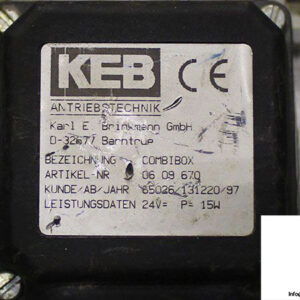 KEB CE
ANTRIEBSTECHNIK
Karl E. Brinkmann GmbH
D-32677 Barntrup
BEZEICHNUNG COMBIBOX
ARTIKEL-NR 06 09 670
KUNDE/AB/JAHR 65026/131220/97
LEISTUNGSDATEN 24V= P= 15W